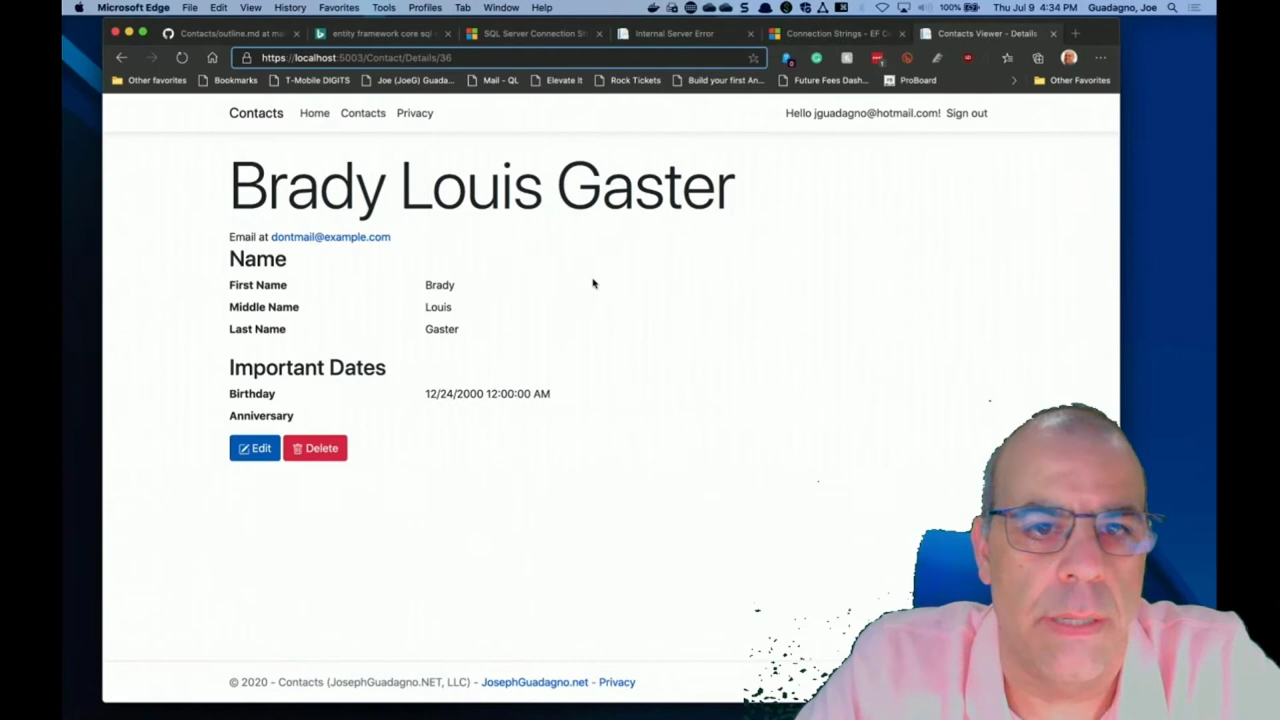 Microsoft Edge File Edit View History Favorites Tools Profiles Tab Window Help 100% Thu Jul 9 4:34 PM Guadagno, Joe
Contacts/outline.md at ma entity framework core sql SQL Server Connection St Internal Server Error Connection Strings - EF C Contacts Viewer - Details
https://localhost:5003/Contact/Details/36
Other favorites Bookmarks T-Mobile DIGITS Joe (JoeG) Guada... Mail - QL Elevate It Rock Tickets Build your first An... Future Fees Dash... ProBoard Other Favorites
Contacts Home Contacts Privacy Hello jguadagno@hotmail.com! Sign out
Brady Louis Gaster
Email at dontmail@example.com
Name
First Name Brady
Middle Name Louis
Last Name Gaster
Important Dates
Birthday 12/24/2000 12:00:00 AM
Anniversary
Edit Delete
© 2020 - Contacts (JosephGuadagno.NET, LLC) - JosephGuadagno.net - Privacy